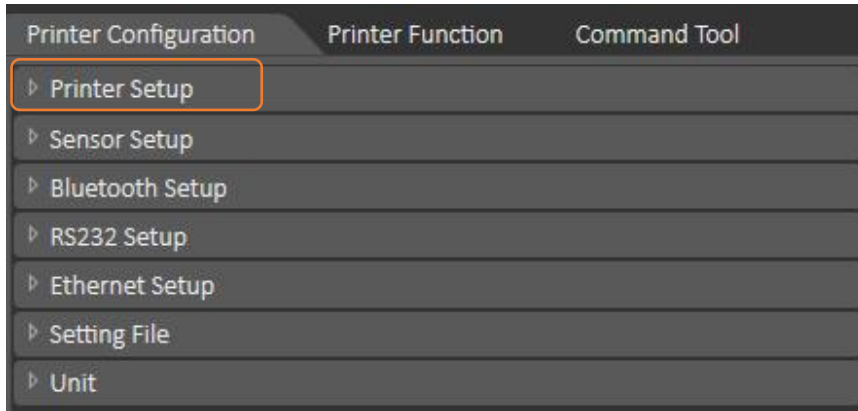 Printer Configuration Printer Function Command Tool
Printer Setup
Sensor Setup
Bluetooth Setup
RS232 Setup
Ethernet Setup
Setting File
Unit